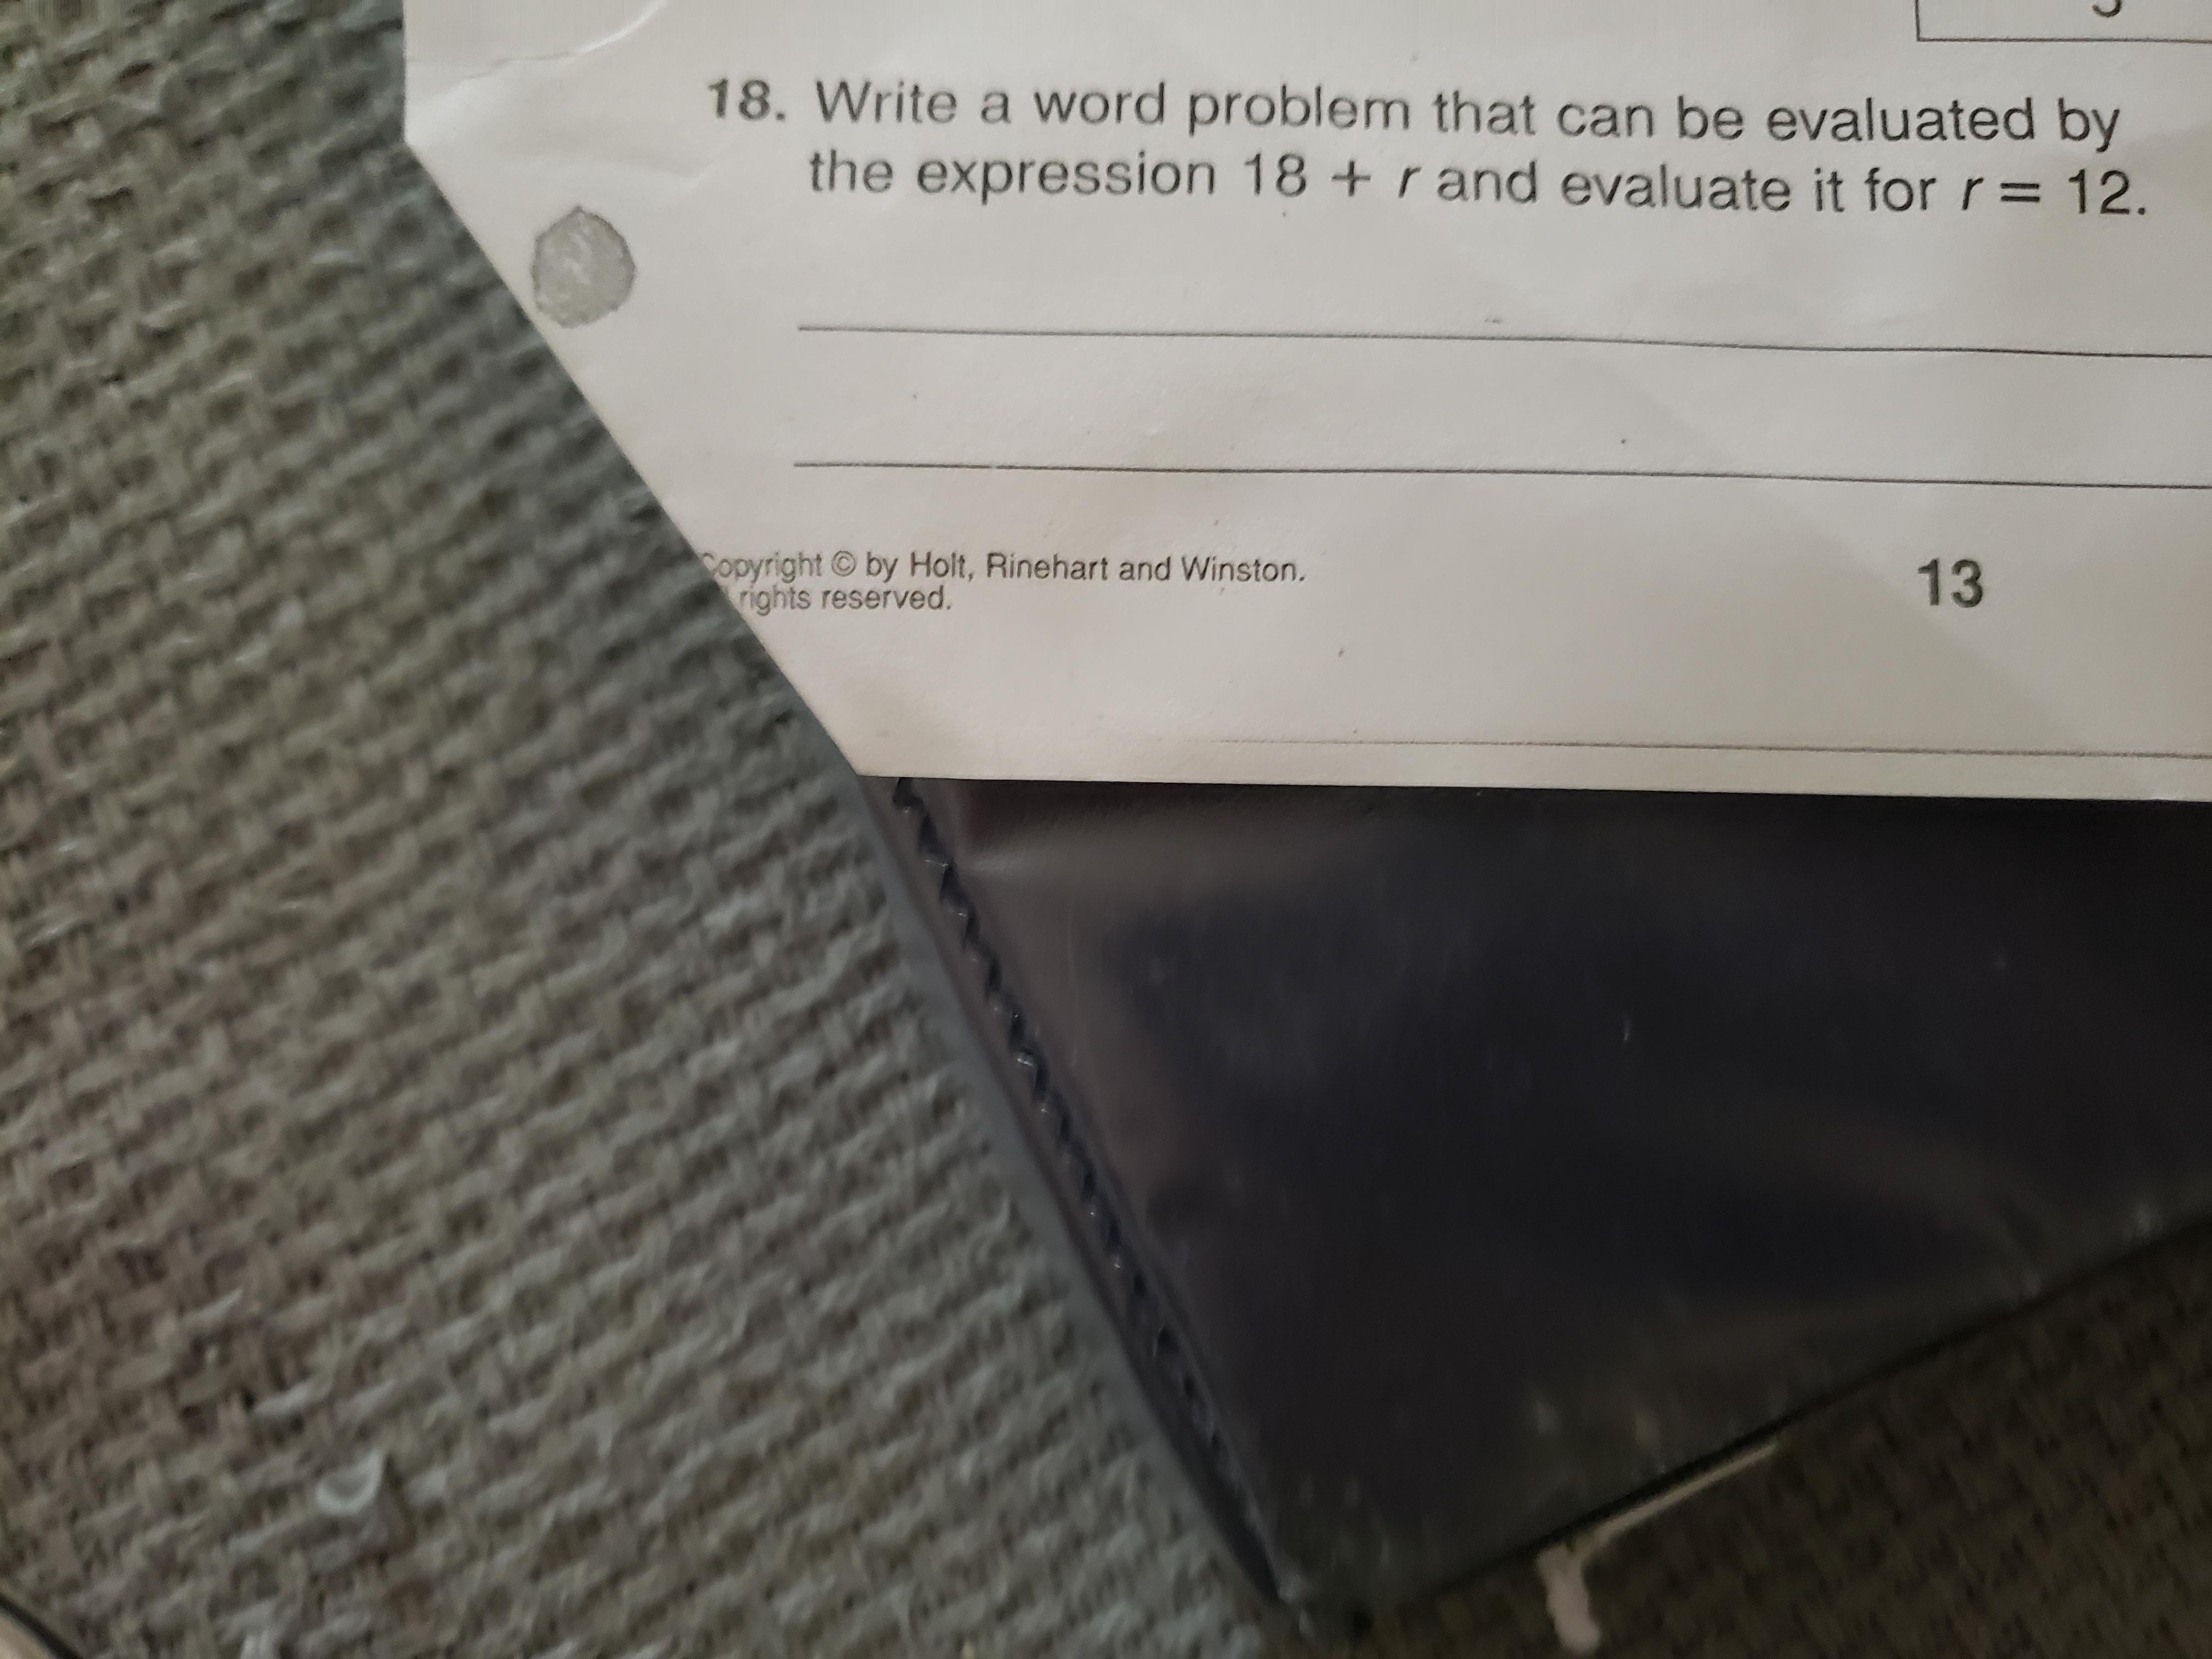 18. Write a word problem that can be evaluated by
the expression 18 + r and evaluate it for r = 12.
Copyright © by Holt, Rinehart and Winston.
rights reserved.
13